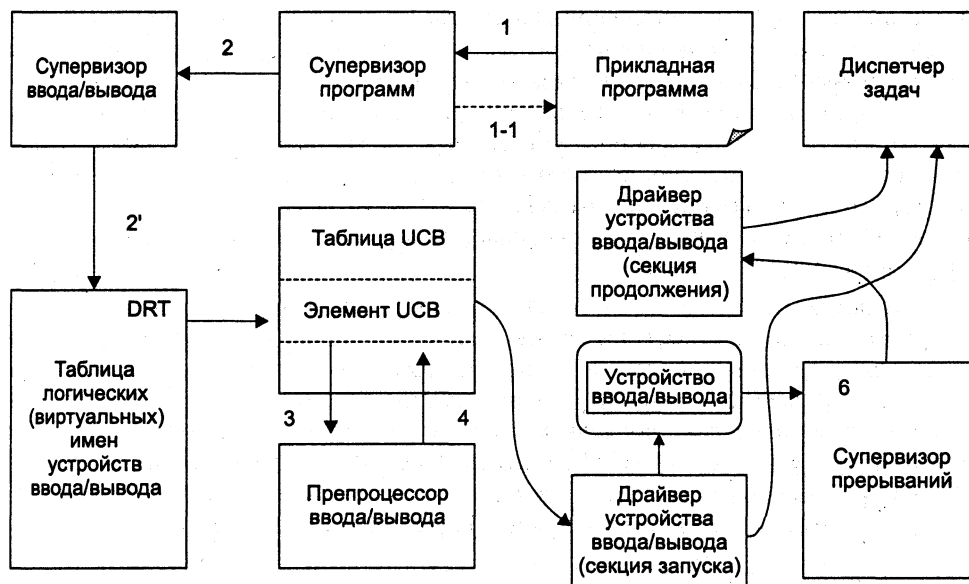 Супервизор
ввода/вывода
2
Супервизор
программ
1
1-1
Прикладная
программа
Диспетчер
задач
2'
Таблица UCB
Элемент UCB
Драйвер
устройства
ввода/вывода
(секция
продолжения)
DRT
Таблица
логических
(виртуальных)
имен
устройств
ввода/вывода
3
4
Препроцессор
ввода/вывода
Устройство
ввода/вывода
Драйвер
устройства
ввода/вывода
(секция запуска)
6
Супервизор
прерываний